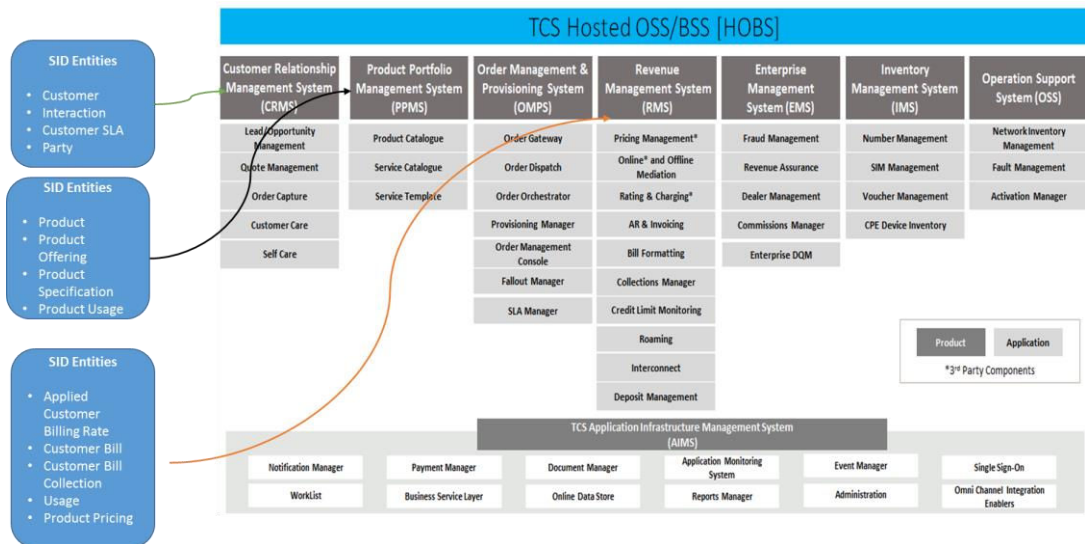 TCS Hosted OSS/BSS [HOBS]
SID Entities
• Customer
• Interaction
• Customer SLA
• Party
SID Entities
• Product
• Product
Offering
• Product
Specification
• Product Usage
SID Entities
• Applied
Customer
Billing Rate
• Customer Bill
• Customer Bill
Collection
• Usage
• Product Pricing
Customer Relationship
Management System
(CRMS)
Lead/Opportunity
Management
Quote Management
Order Capture
Customer Care
Self Care
Product Portfolio
Management System
(PPMS)
Product Catalogue
Service Catalogue
Service Template
Order Management &
Provisioning System
(OMPS)
Order Gateway
Order Dispatch
Order Orchestrator
Provisioning Manager
Order Management
Console
Fallout Manager
SLA Manager
Revenue
Management System
(RMS)
Pricing Management*
Online* and Offline
Mediation
Rating & Charging*
AR & Invoicing
Bill Formatting
Collections Manager
Credit Limit Monitoring
Roaming
Interconnect
Deposit Management
Enterprise
Management
System (EMS)
Fraud Management
Revenue Assurance
Dealer Management
Commissions Manager
Enterprise DQM
Inventory
Management
System (IMS)
Number Management
SIM Management
Voucher Management
CPE Device Inventory
Operation Support
System (OSS)
Network Inventory
Management
Fault Management
Activation Manager
Product
Application
*3rd Party Components
TCS Application Infrastructure Management System
(AIMS)
Notification Manager
Payment Manager
Document Manager
Application Monitoring
System
Event Manager
Single Sign-On
WorkList
Business Service Layer
Online Data Store
Reports Manager
Administration
Omni Channel Integration
Enablers